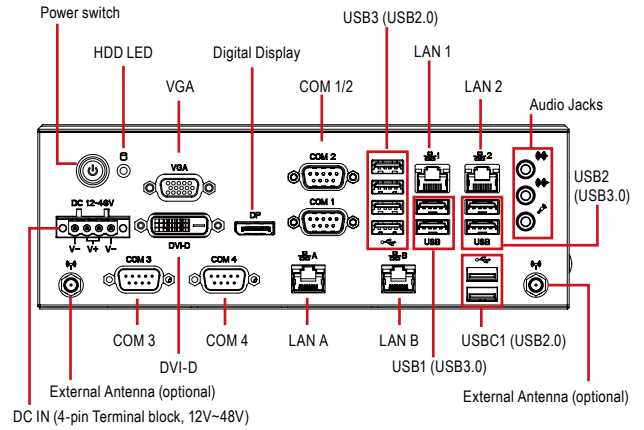 Power switch
USB3 (USB2.0)
HDD LED
Digital Display
LAN 1
VGA
COM 1/2
LAN 2
Audio Jacks
USB2
(USB3.0)
1
2
COM 2
VGA
DC 12~48V
DP
COM 1
V- V+ V-
DVI-D
USB
USB
COM 3
COM 4
A
B
COM 3
COM 4
LAN A
LAN B
USBC1 (USB2.0)
DVI-D
USB1 (USB3.0)
External Antenna (optional)
External Antenna (optional)
DC IN (4-pin Terminal block, 12V~48V)